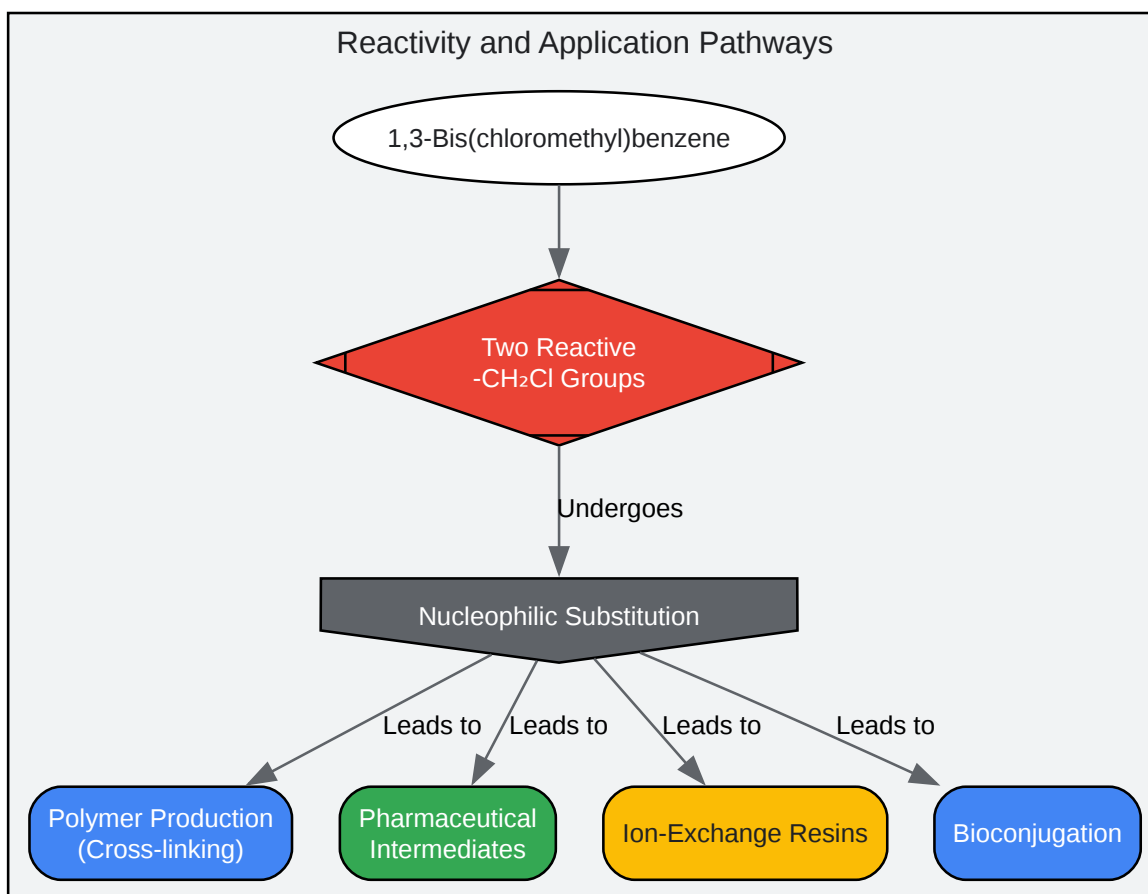 Reactivity and Application Pathways
1,3-Bis(chloromethyl)benzene
Two Reactive
-CH₂Cl Groups
Undergoes
Nucleophilic Substitution
Leads to
Leads to
Leads to
Leads to
Polymer Production
(Cross-linking)
Pharmaceutical
Intermediates
Ion-Exchange Resins
Bioconjugation